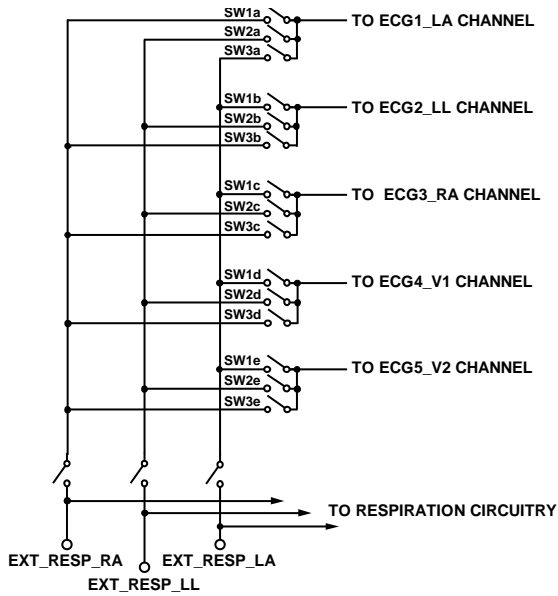 SW1a
TO ECG1_LA CHANNEL
SW2a
SW3a
SW1b
TO ECG2_LL CHANNEL
SW2b
SW3b
SW1c
TO ECG3_RA CHANNEL
SW2c
SW3c
SW1d
TO ECG4_V1 CHANNEL
SW2d
SW3d
SW1e
TO ECG5_V2 CHANNEL
SW2e
SW3e
TO RESPIRATION CIRCUITRY
EXT_RESP_RA
EXT_RESP_LA
EXT_RESP_LL